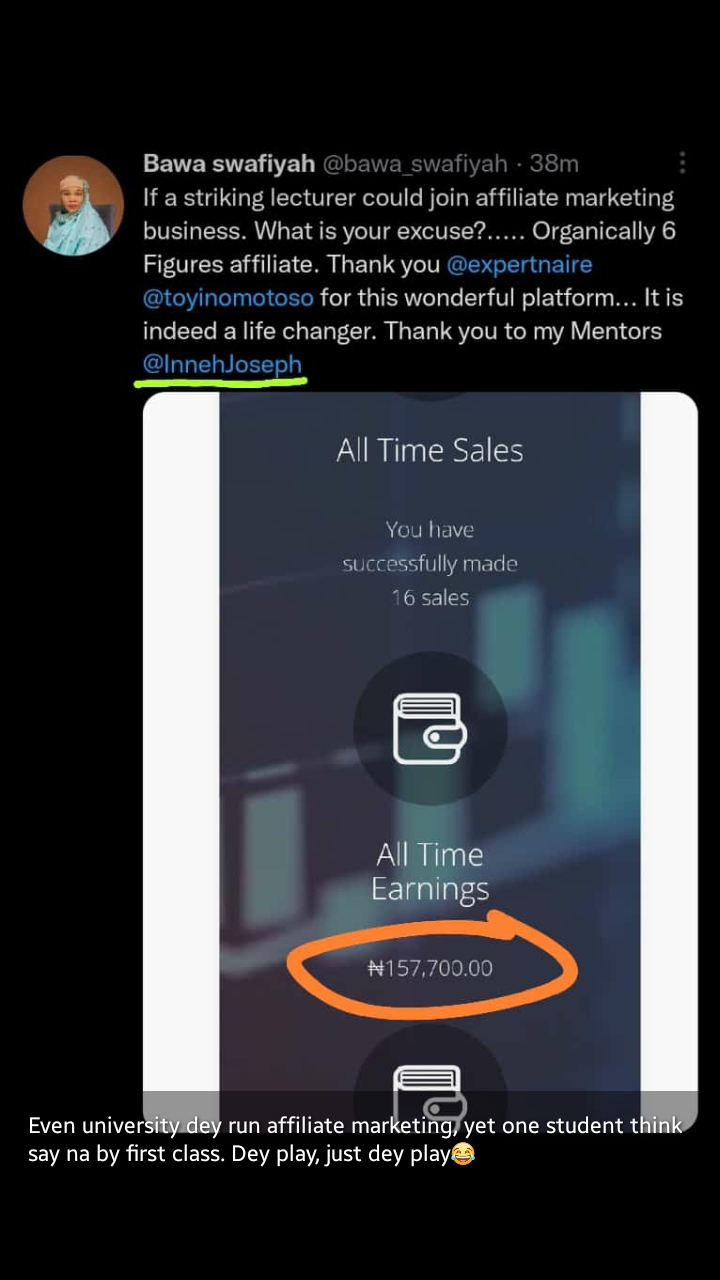 Bawa swafiyah @bawa_swafiyah · 38m
If a striking lecturer could join affiliate marketing
business. What is your excuse?..... Organically 6
Figures affiliate. Thank you @expertnaire
@toyinomotoso for this wonderful platform... It is
indeed a life changer. Thank you to my Mentors
@InnehJoseph
All Time Sales
You have
successfully made
16 sales
All Time
Earnings
₦157,700.00
Even university dey run affiliate marketing, yet one student think
say na by first class. Dey play, just dey play😂